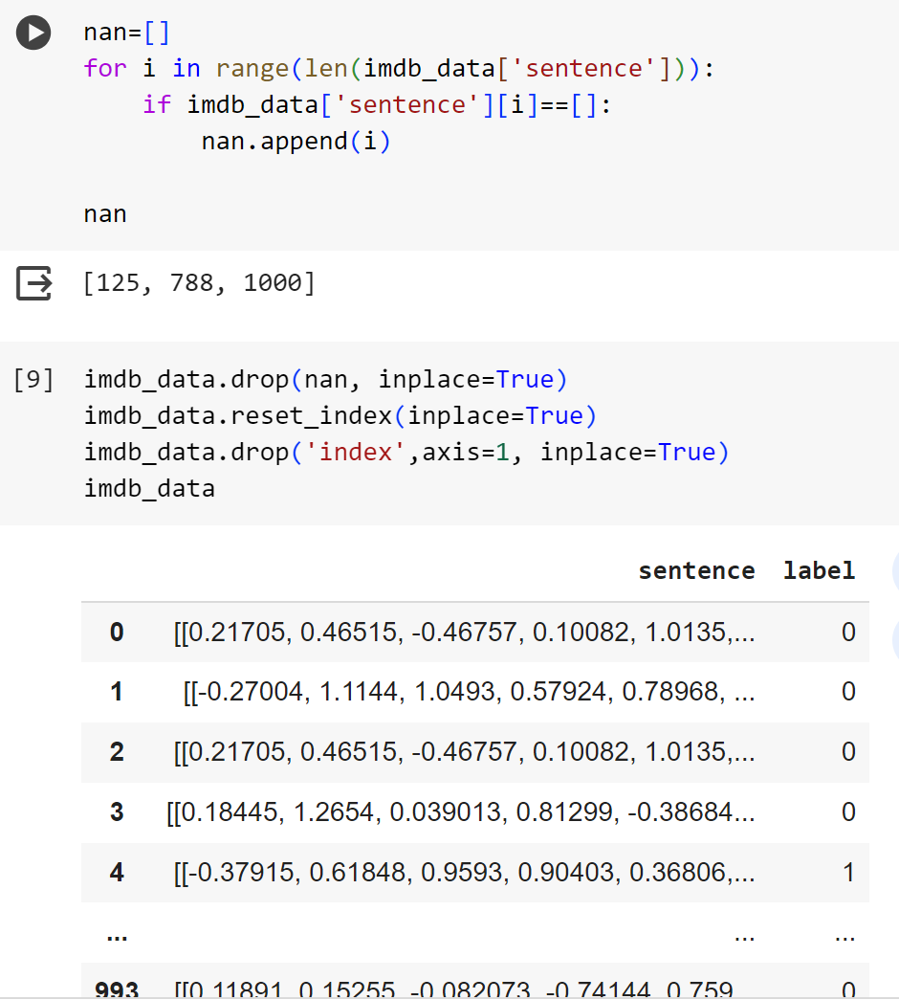 nan=[]
for i in range(len(imdb_data['sentence'])):
    if imdb_data['sentence'][i]==[]:
        nan.append(i)
nan
[125, 788, 1000]
[9] imdb_data.drop(nan, inplace=True)
imdb_data.reset_index(inplace=True)
imdb_data.drop('index',axis=1, inplace=True)
imdb_data
sentence label
0 [[0.21705, 0.46515, -0.46757, 0.10082, 1.0135,... 0
1 [[-0.27004, 1.1144, 1.0493, 0.57924, 0.78968, ... 0
2 [[0.21705, 0.46515, -0.46757, 0.10082, 1.0135,... 0
3 [[0.18445, 1.2654, 0.039013, 0.81299, -0.38684... 0
4 [[-0.37915, 0.61848, 0.9593, 0.90403, 0.36806,... 1
... ... ...
993 [[0.11891, 0.15255, -0.082073, -0.74144, 0.759 0